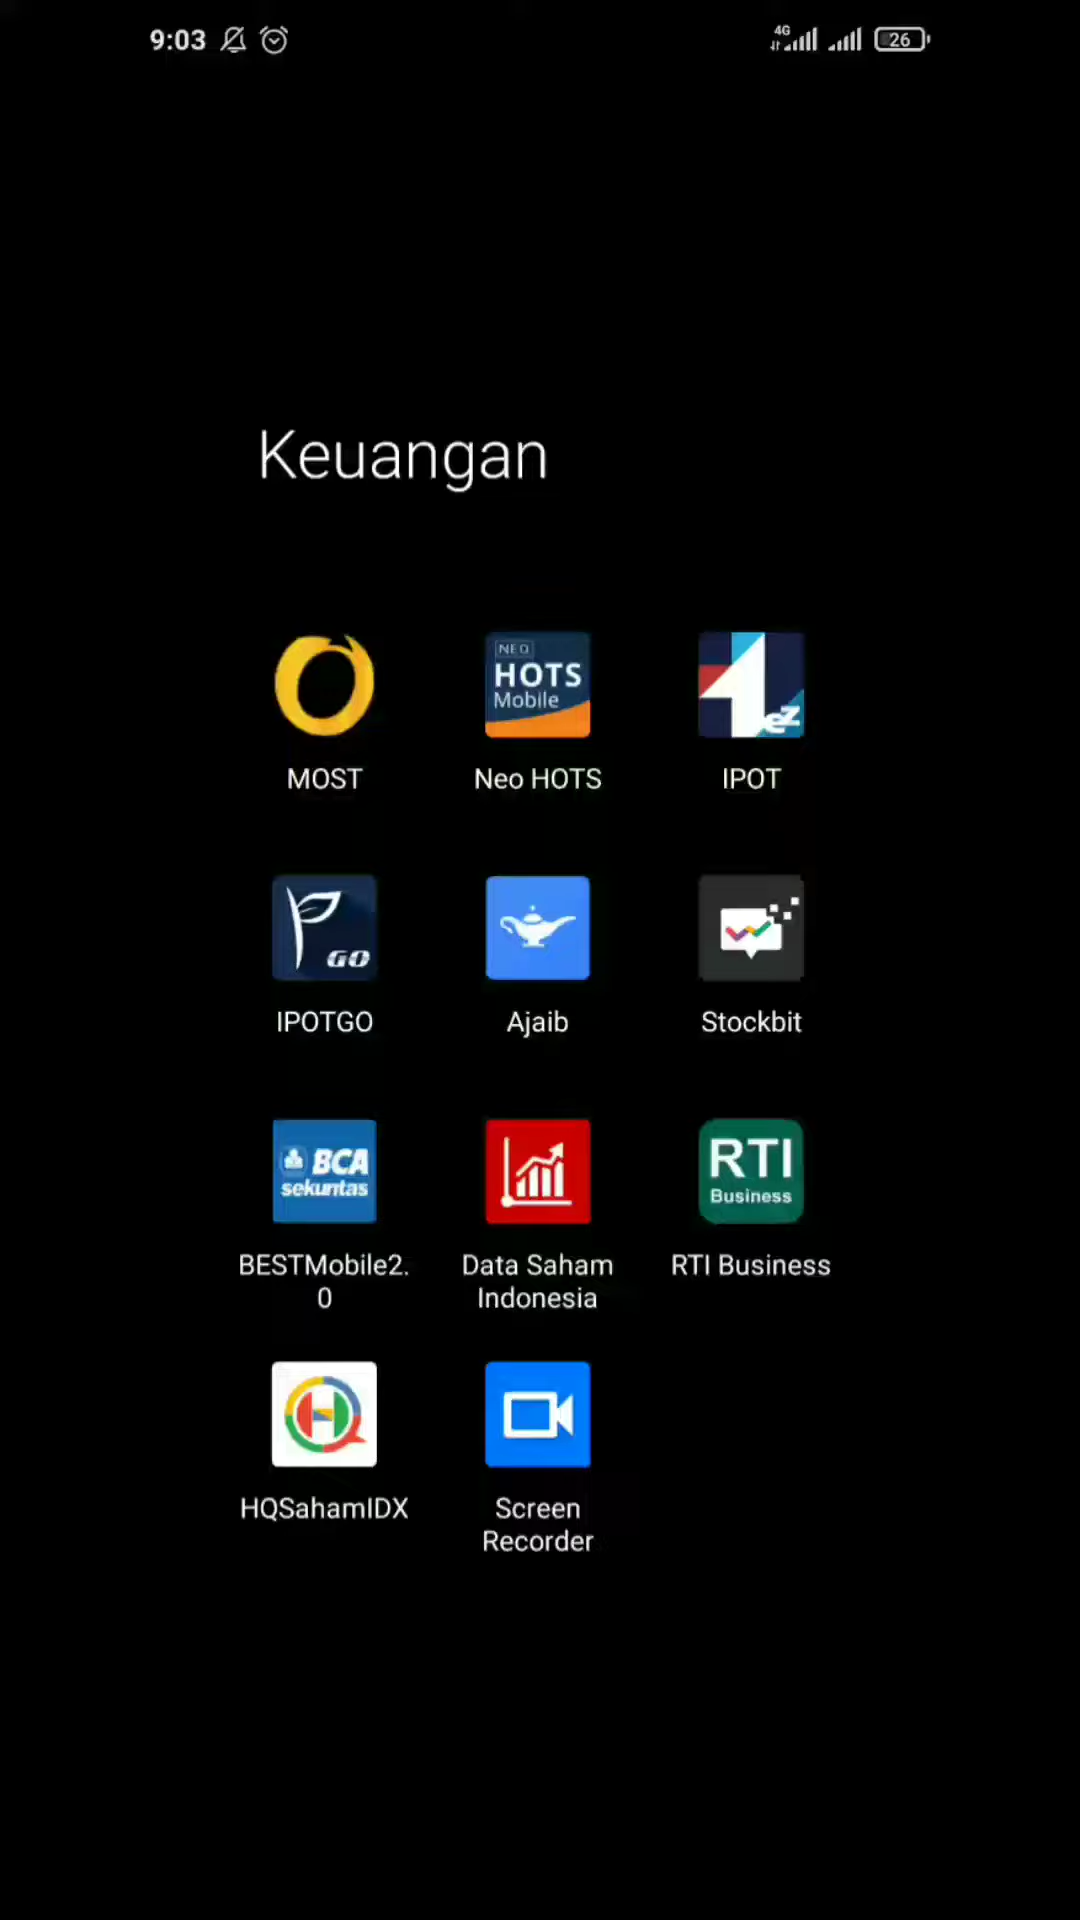 9:03
4G
26
Keuangan
NEO
HOTS
Mobile
eZ
MOST
Neo HOTS
IPOT
GO
IPOTGO
Ajaib
Stockbit
BCA
sekuritas
RTI
Business
BESTMobile2.
0
Data Saham
Indonesia
RTI Business
HQSahamIDX
Screen
Recorder